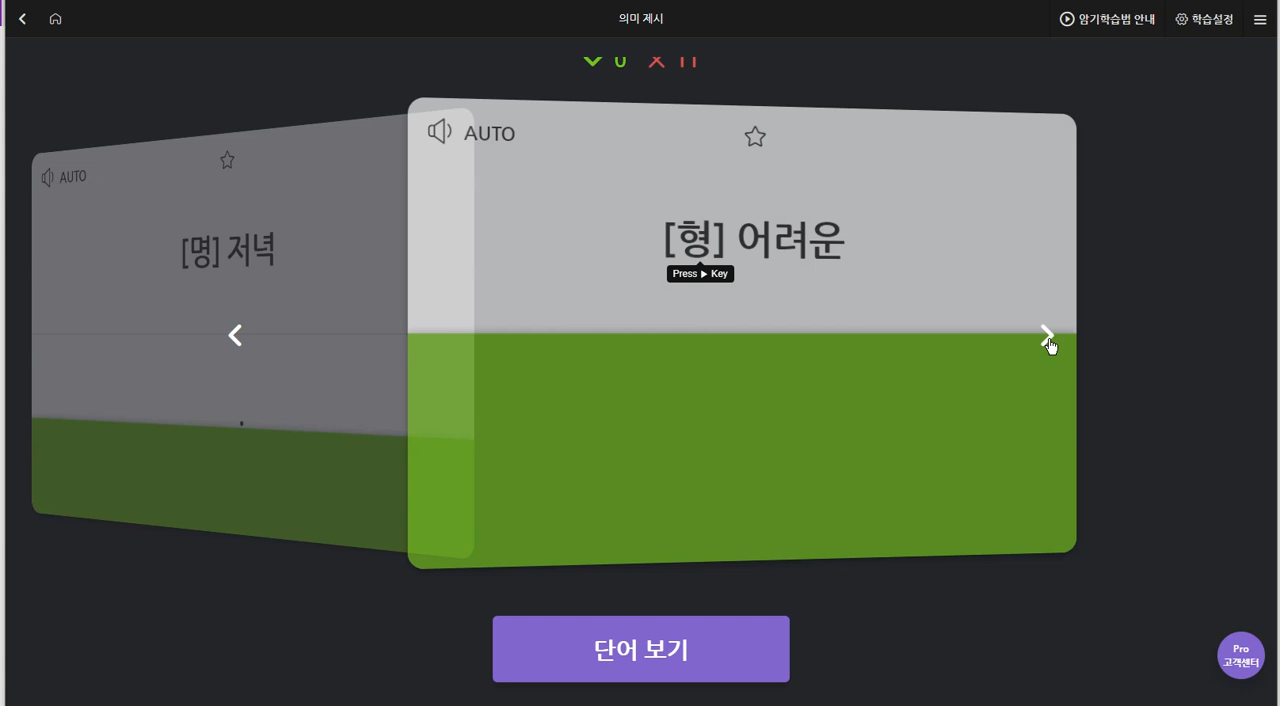 의미 제시
암기학습법 안내
학습설정
AUTO
[명] 저녁
AUTO
[형] 어려운
Press ▶ Key
단어 보기
Pro
고객센터